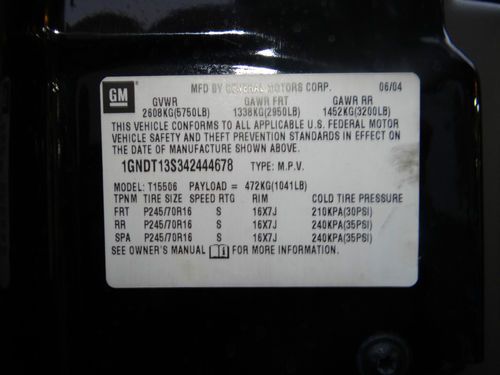 MFD BY GENERAL MOTORS CORP. 06/04
GM
GVWR GAWR FRT GAWR RR
2608KG(5750LB) 1338KG(2950LB) 1452KG(3200LB)
THIS VEHICLE CONFORMS TO ALL APPLICABLE U.S. FEDERAL MOTOR
VEHICLE SAFETY AND THEFT PREVENTION STANDARDS IN EFFECT ON
THE DATE OF MANUFACTURE SHOWN ABOVE.
1GNDT13S342444678 TYPE: M.P.V.
MODEL: T15506 PAYLOAD = 472KG(1041LB)
TPNM TIRE SIZE SPEED RTG RIM COLD TIRE PRESSURE
FRT P245/70R16 S 16X7J 210KPA(30PSI)
RR P245/70R16 S 16X7J 240KPA(35PSI)
SPA P245/70R16 S 16X7J 240KPA(35PSI)
SEE OWNER'S MANUAL FOR MORE INFORMATION.